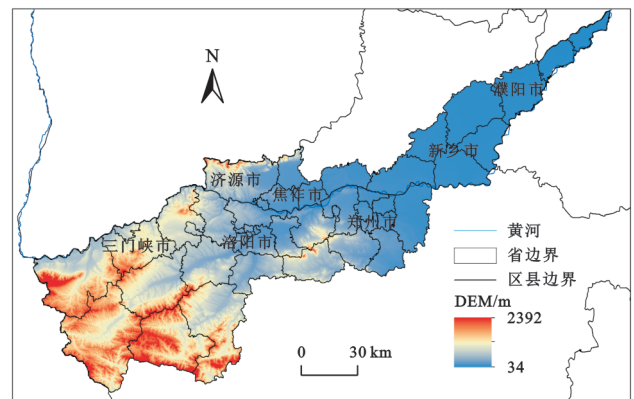 N
濮阳市
新乡市
济源市
焦作市
郑州市
三门峡市
洛阳市
黄河
省边界
区县边界
DEM/m
2392
34
0 30 km